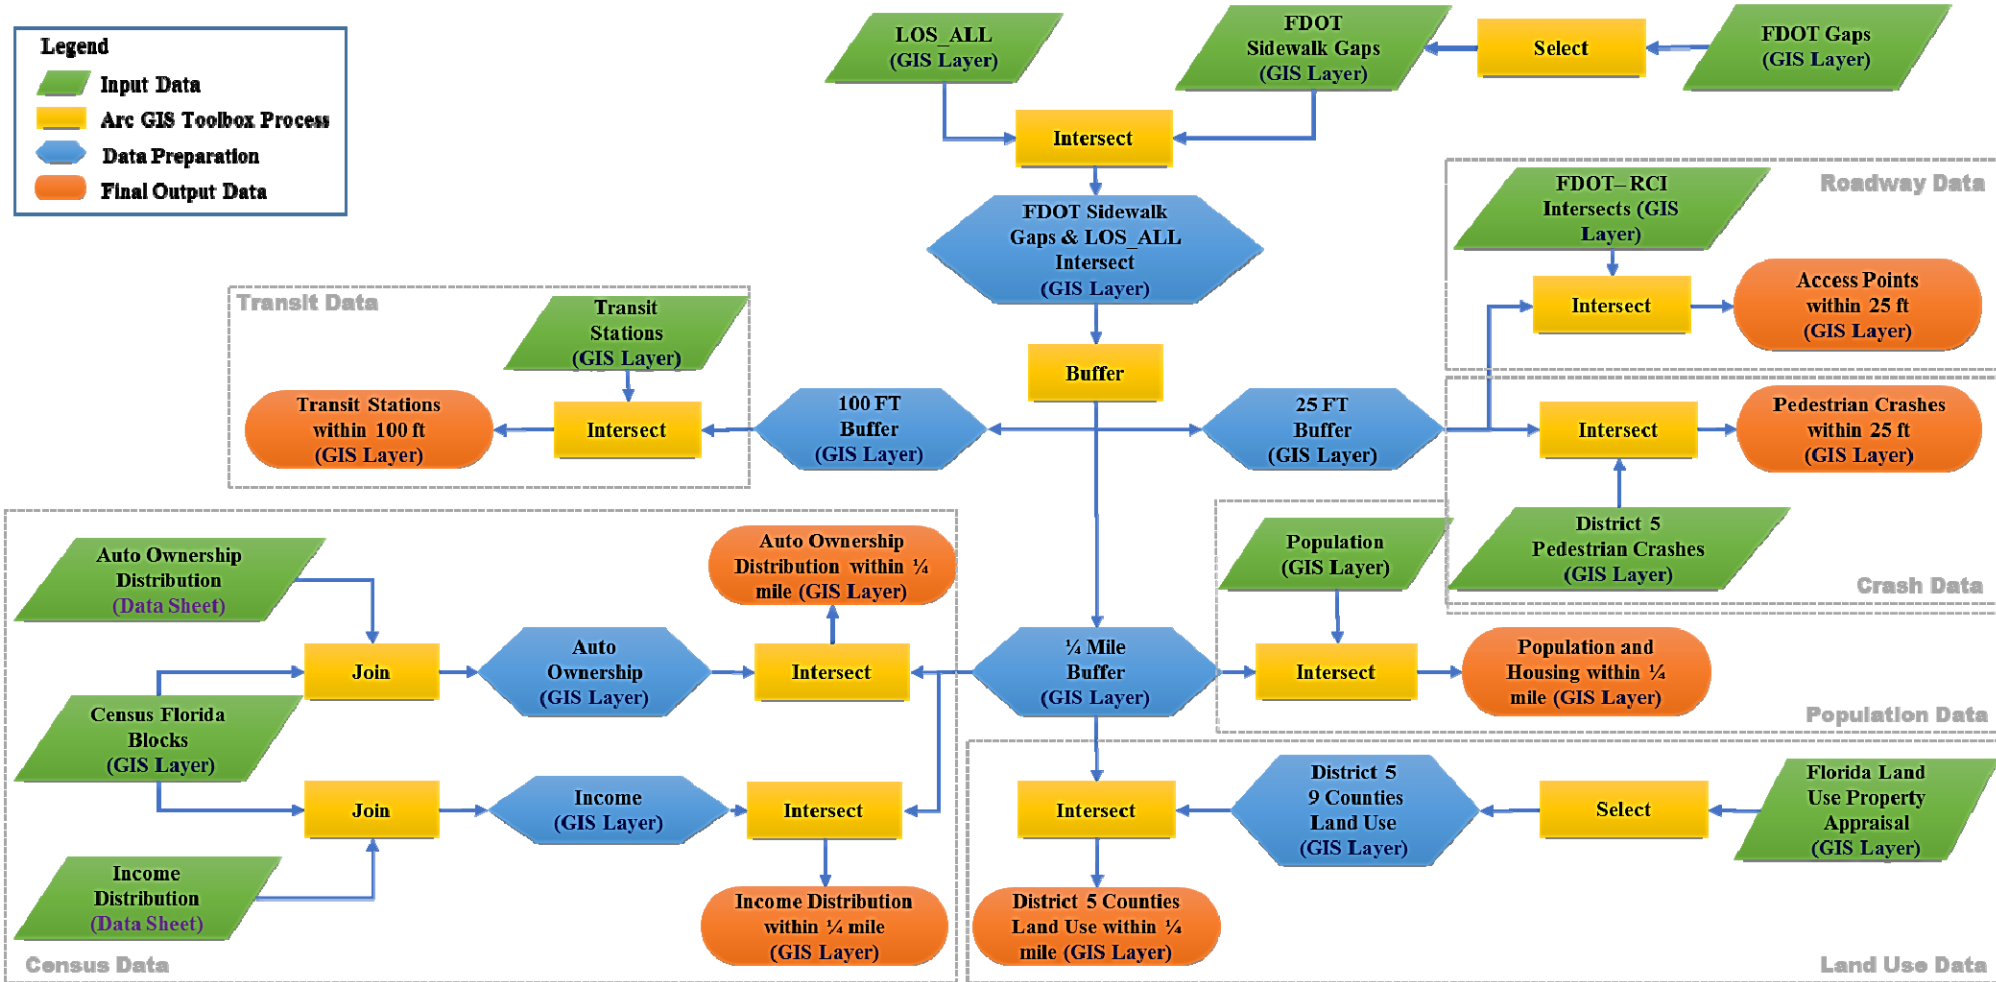 Legend
Input Data
Arc GIS Toolbox Process
Data Preparation
Final Output Data
LOS_ALL
(GIS Layer)
FDOT
Sidewalk Gaps
(GIS Layer)
Select
FDOT Gaps
(GIS Layer)
Intersect
FDOT Sidewalk
Gaps & LOS_ALL
Intersect
(GIS Layer)
Buffer
Roadway Data
FDOT– RCI
Intersects (GIS
Layer)
Intersect
Access Points
within 25 ft
(GIS Layer)
Transit Data
Transit
Stations
(GIS Layer)
Transit Stations
within 100 ft
(GIS Layer)
Intersect
100 FT
Buffer
(GIS Layer)
25 FT
Buffer
(GIS Layer)
Intersect
Pedestrian Crashes
within 25 ft
(GIS Layer)
District 5
Pedestrian Crashes
(GIS Layer)
Crash Data
Auto Ownership
Distribution
(Data Sheet)
Auto Ownership
Distribution within ¼
mile (GIS Layer)
Population
(GIS Layer)
Join
Auto
Ownership
(GIS Layer)
Intersect
¼ Mile
Buffer
(GIS Layer)
Intersect
Population and
Housing within ¼
mile (GIS Layer)
Population Data
Census Florida
Blocks
(GIS Layer)
Join
Income
(GIS Layer)
Intersect
Intersect
District 5
9 Counties
Land Use
(GIS Layer)
Select
Florida Land
Use Property
Appraisal
(GIS Layer)
Income
Distribution
(Data Sheet)
Income Distribution
within ¼ mile
(GIS Layer)
District 5 Counties
Land Use within ¼
mile (GIS Layer)
Census Data
Land Use Data